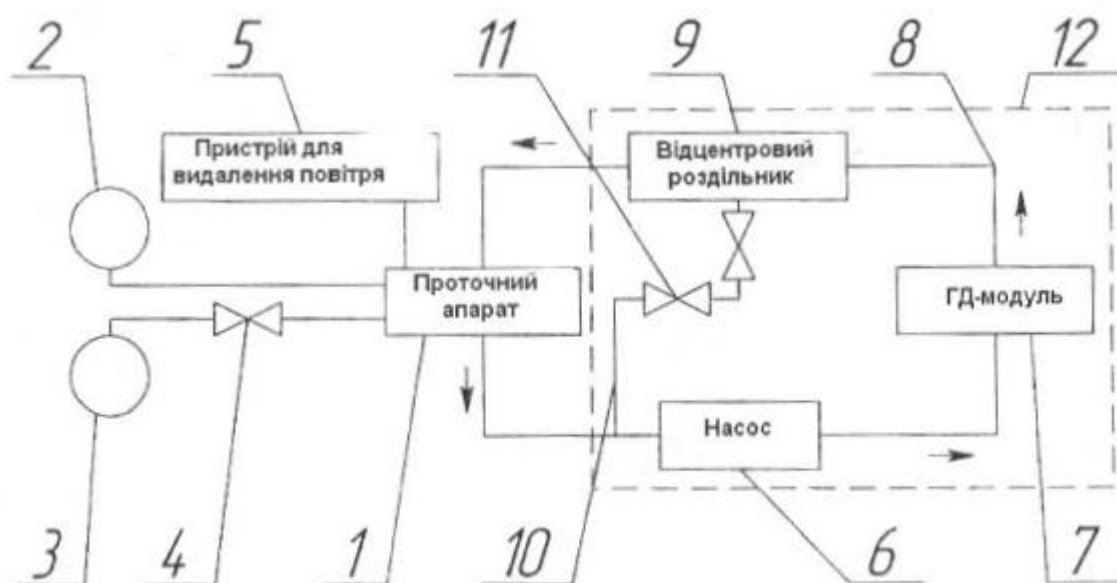 2
5
11
9
8
12
Пристрій для
видалення повітря
Відцентровий
роздільник
Проточний
апарат
ГД-модуль
Насос
3
4
1
10
6
7